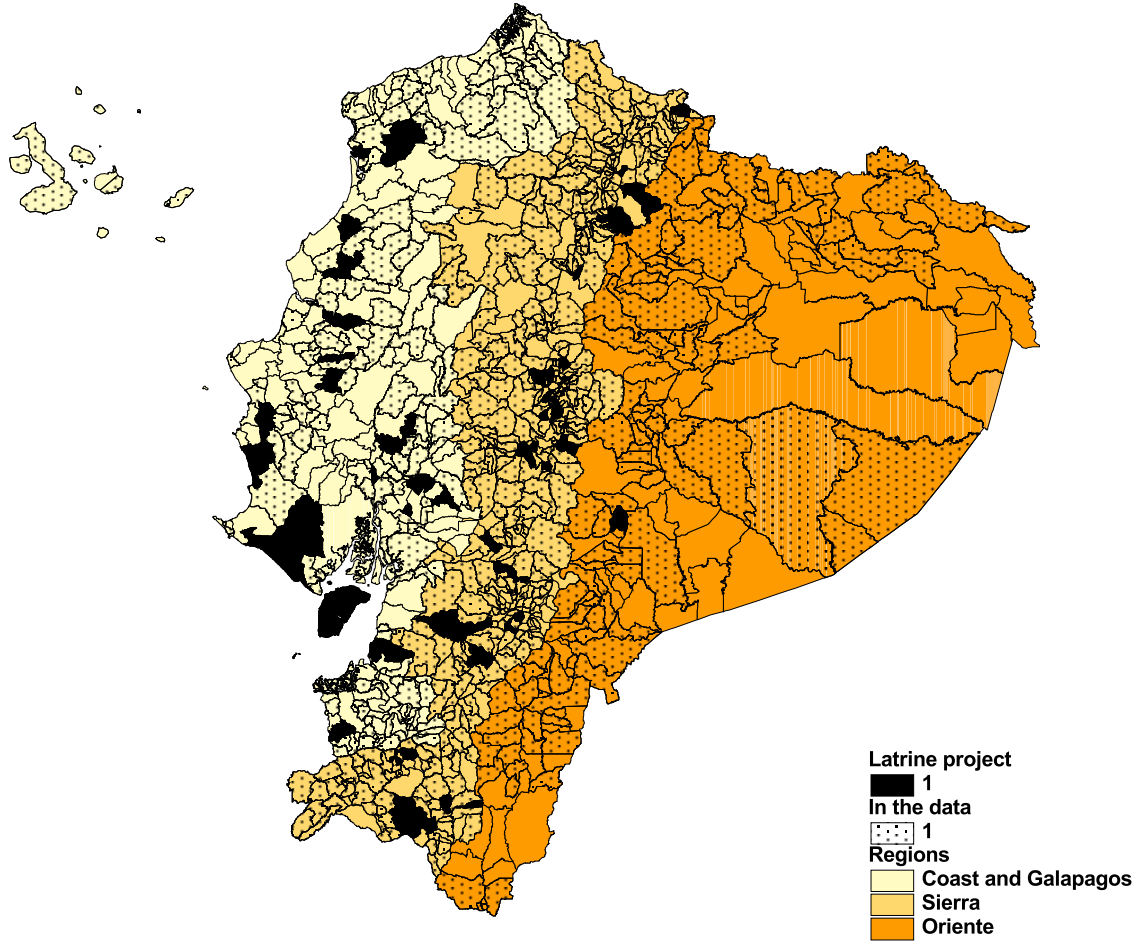 Latrine project
1
In the data
1
Regions
Coast and Galapagos
Sierra
Oriente